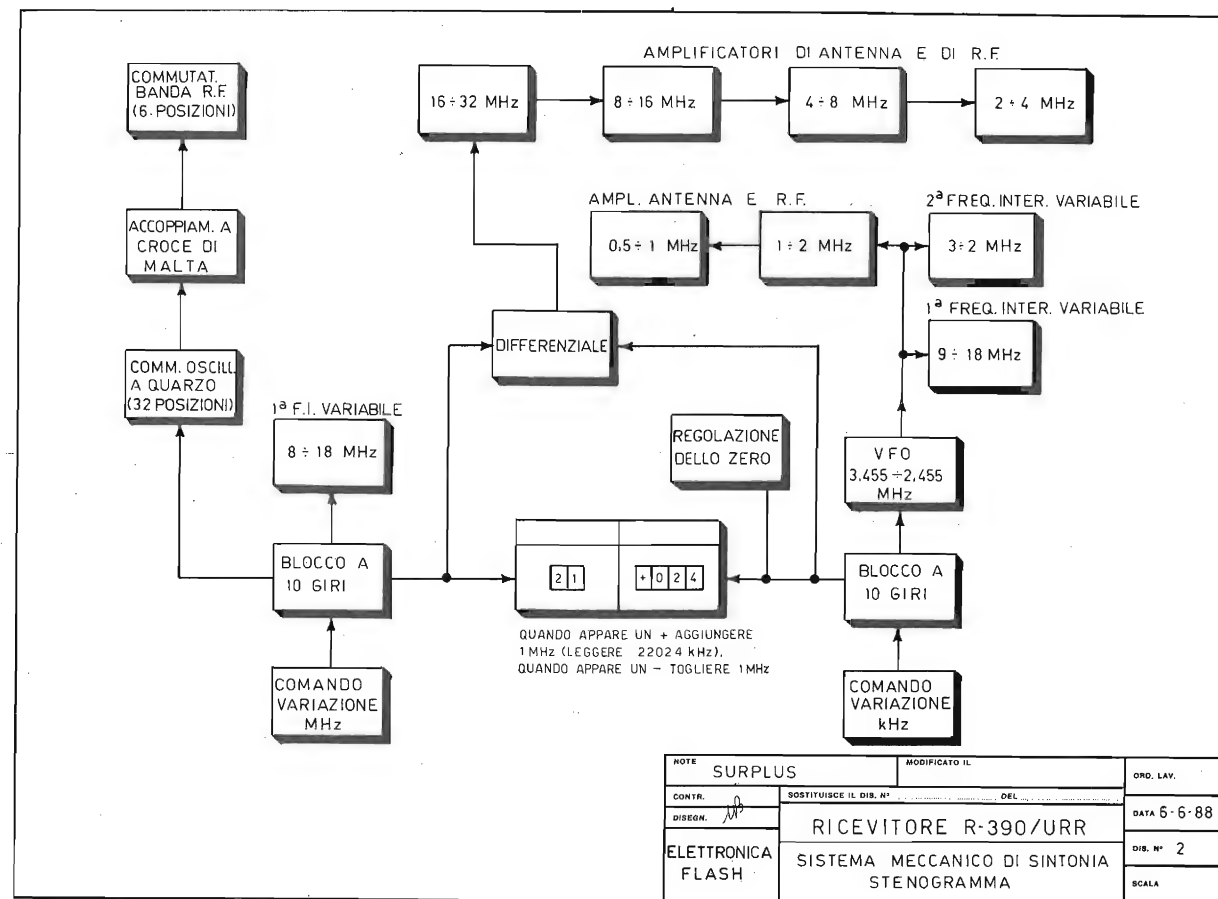 AMPLIFICATORI DI ANTENNA E DI R.F.
COMMUTAT.
BANDA R.F.
(6. POSIZIONI)
16 ÷ 32 MHz
8 ÷ 16 MHz
4 ÷ 8 MHz
2 ÷ 4 MHz
ACCOPPIAM. A
CROCE DI
MALTA
AMPL. ANTENNA E R.F.
2ª FREQ. INTER. VARIABILE
0,5 ÷ 1 MHz
1 ÷ 2 MHz
3 ÷ 2 MHz
1ª FREQ. INTER. VARIABILE
9 ÷ 18 MHz
DIFFERENZIALE
COMM. OSCILL.
A QUARZO
(32 POSIZIONI)
1ª F.I. VARIABILE
8 ÷ 18 MHz
REGOLAZIONE
DELLO ZERO
VFO
3,455 ÷ 2,455
MHz
BLOCCO A
10 GIRI
21
+024
BLOCCO A
10 GIRI
QUANDO APPARE UN + AGGIUNGERE
1 MHz (LEGGERE 22024 kHz).
QUANDO APPARE UN - TOGLIERE 1 MHz
COMANDO
VARIAZIONE
MHz
COMANDO
VARIAZIONE
kHz
NOTE SURPLUS
MODIFICATO IL
ORD. LAV.
CONTR.
SOSTITUISCE IL DIS. Nº DEL
DISEGN.
DATA 6-6-88
RICEVITORE R-390/URR
ELETTRONICA
FLASH
SISTEMA MECCANICO DI SINTONIA
STENOGRAMMA
DIS. Nº 2
SCALA